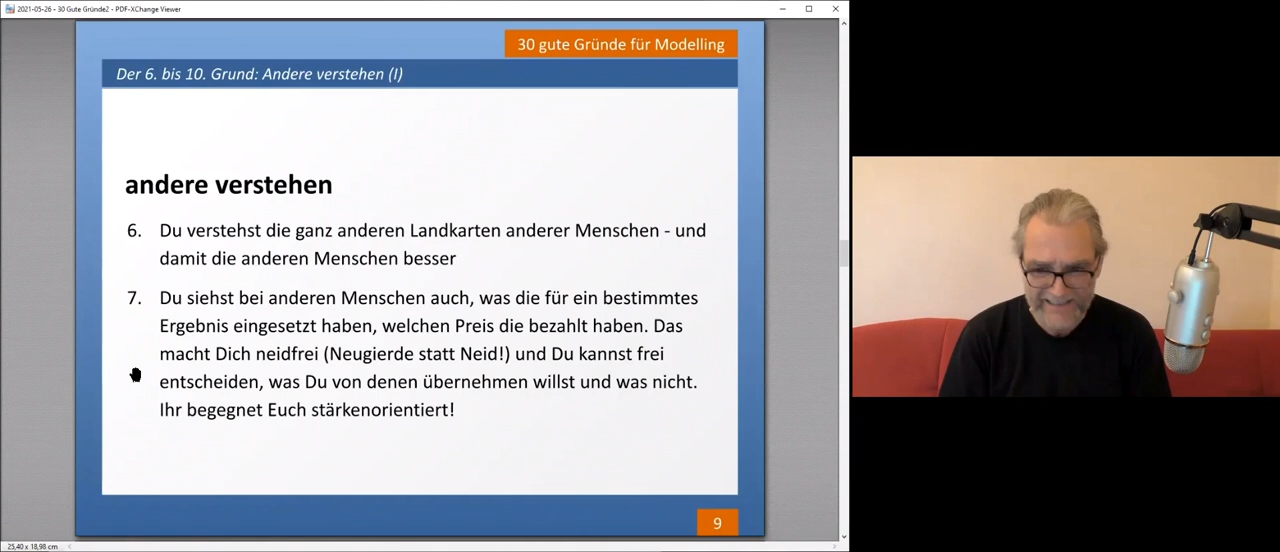 2021-05-26 - 30 Gute Gründe2 - PDF-XChange Viewer
30 gute Gründe für Modelling
Der 6. bis 10. Grund: Andere verstehen (I)
andere verstehen
6. Du verstehst die ganz anderen Landkarten anderer Menschen - und
damit die anderen Menschen besser
7. Du siehst bei anderen Menschen auch, was die für ein bestimmtes
Ergebnis eingesetzt haben, welchen Preis die bezahlt haben. Das
macht Dich neidfrei (Neugierde statt Neid!) und Du kannst frei
entscheiden, was Du von denen übernehmen willst und was nicht.
Ihr begegnet Euch stärkenorientiert!
9
25,40 x 18,98 cm